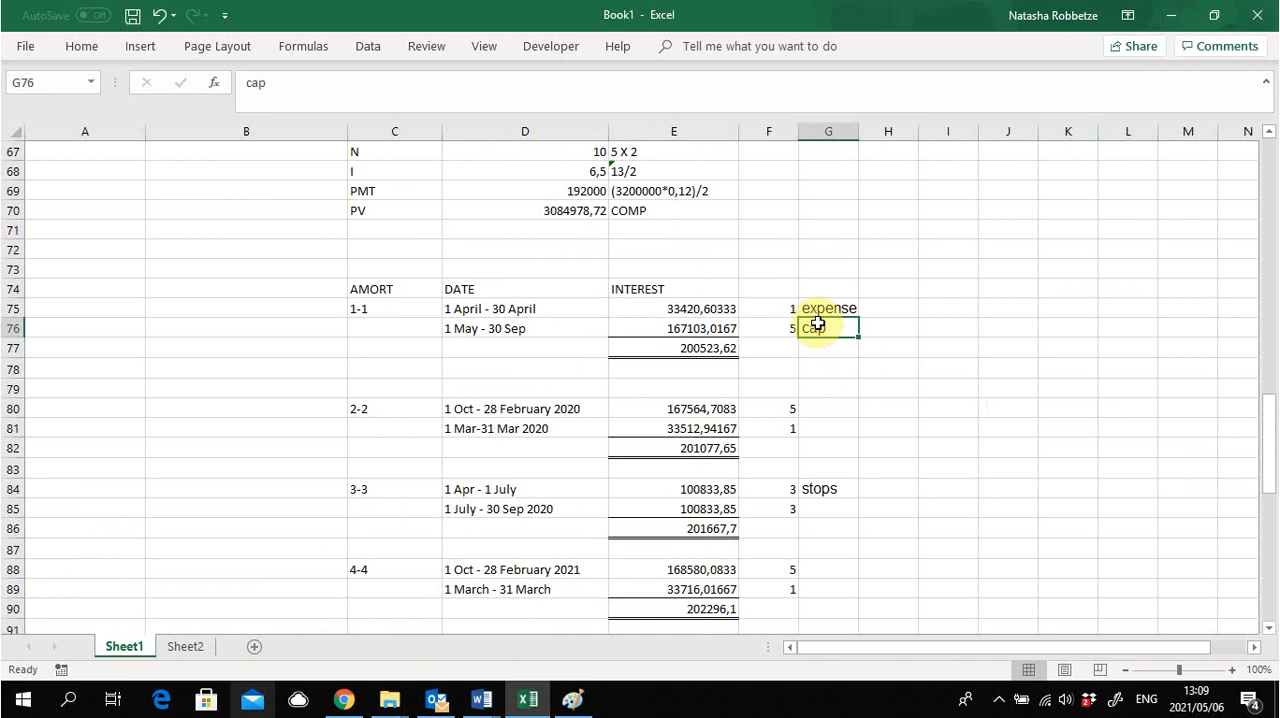 AutoSave Off
Book1 - Excel
Natasha Robbetze
File Home Insert Page Layout Formulas Data Review View Developer Help Tell me what you want to do Share Comments
G76 fx cap
A B C D E F G H I J K L M N
67 N 10 5 X 2
68 I 6,5 13/2
69 PMT 192000 (3200000*0,12)/2
70 PV 3084978,72 COMP
71
72
73
74 AMORT DATE INTEREST
75 1-1 1 April - 30 April 33420,60333 1 expense
76 1 May - 30 Sep 167103,0167 5 cap
77 200523,62
78
79
80 2-2 1 Oct - 28 February 2020 167564,7083 5
81 1 Mar-31 Mar 2020 33512,94167 1
82 201077,65
83
84 3-3 1 Apr - 1 July 100833,85 3 stops
85 1 July - 30 Sep 2020 100833,85 3
86 201667,7
87
88 4-4 1 Oct - 28 February 2021 168580,0833 5
89 1 March - 31 March 33716,01667 1
90 202296,1
91
Sheet1 Sheet2
Ready 100%
ENG 13:09
2021/05/06 4